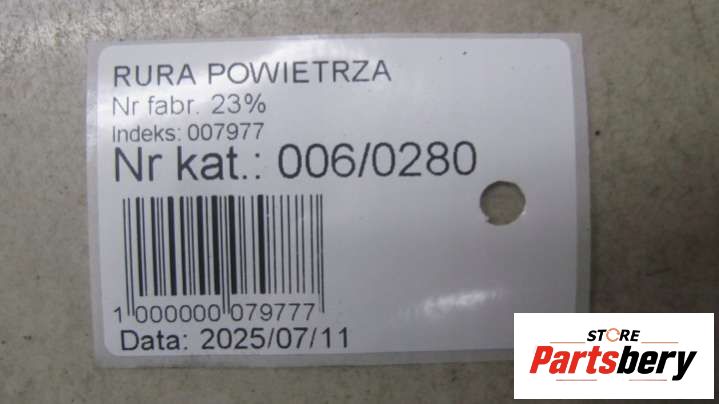 RURA POWIETRZA
Nr fabr. 23%
Indeks: 007977
Nr kat.: 006/0280
1 000000 079777
Data: 2025/07/11
STORE
Partsbery